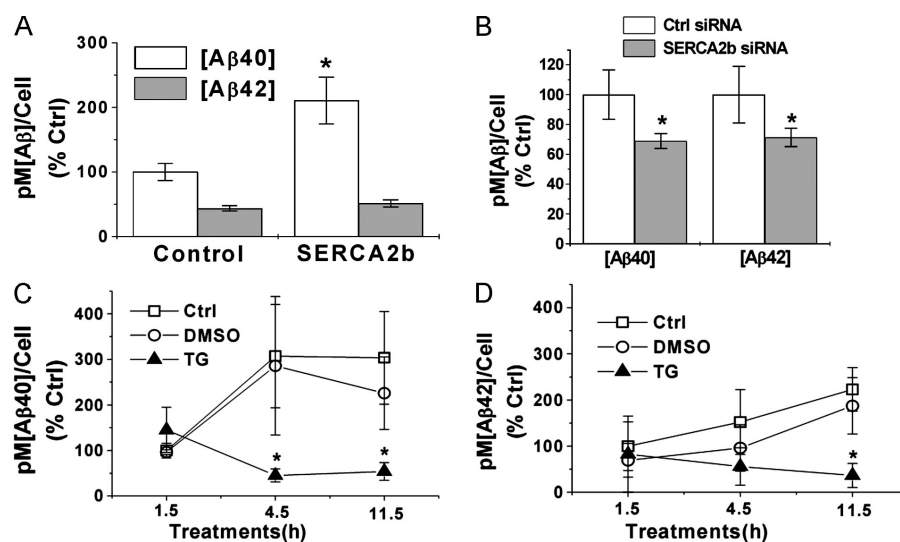 A
pM[Aβ]/Cell
(% Ctrl)
300
200
100
0
[Aβ40]
[Aβ42]
*
Control
SERCA2b
B
Ctrl siRNA
SERCA2b siRNA
pM[Aβ]/Cell
(% Ctrl)
120
100
80
60
40
20
0
*
*
[Aβ40]
[Aβ42]
C
pM[Aβ40]/Cell
(% Ctrl)
400
300
200
100
0
Ctrl
DMSO
TG
*
*
1.5
4.5
11.5
Treatments(h)
D
pM[Aβ42]/Cell
(% Ctrl)
400
300
200
100
0
Ctrl
DMSO
TG
*
1.5
4.5
11.5
Treatments(h)